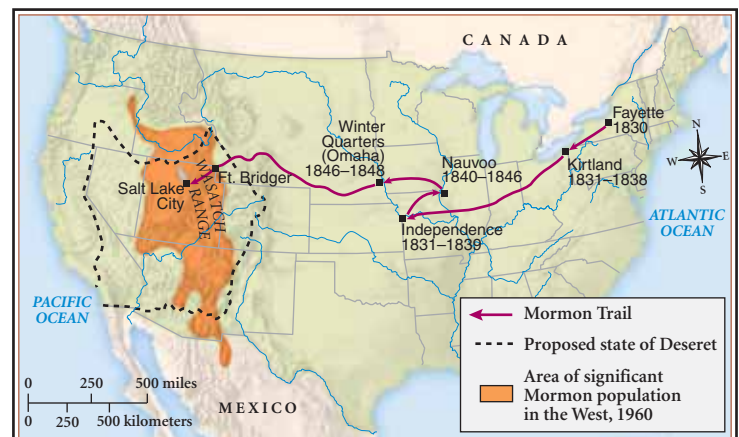 CANADA
Fayette
1830
Winter
Quarters
(Omaha)
1846–1848
Nauvoo
1840–1846
Kirtland
1831–1838
N
W
E
S
WASATCH
RANGE
Ft. Bridger
Salt Lake
City
Independence
1831–1839
ATLANTIC
OCEAN
PACIFIC
OCEAN
MEXICO
Mormon Trail
Proposed state of Deseret
Area of significant
Mormon population
in the West, 1960
0 250 500 miles
0 250 500 kilometers